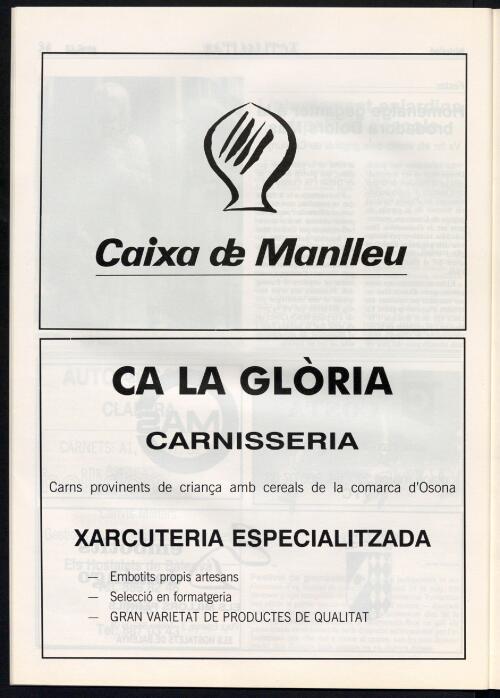 Caixa de Manlleu
CA LA GLÒRIA
CARNISSERIA
Carns provinents de criança amb cereals de la comarca d'Osona
XARCUTERIA ESPECIALITZADA
— Embotits propis artesans
— Selecció en formatgeria
— GRAN VARIETAT DE PRODUCTES DE QUALITAT